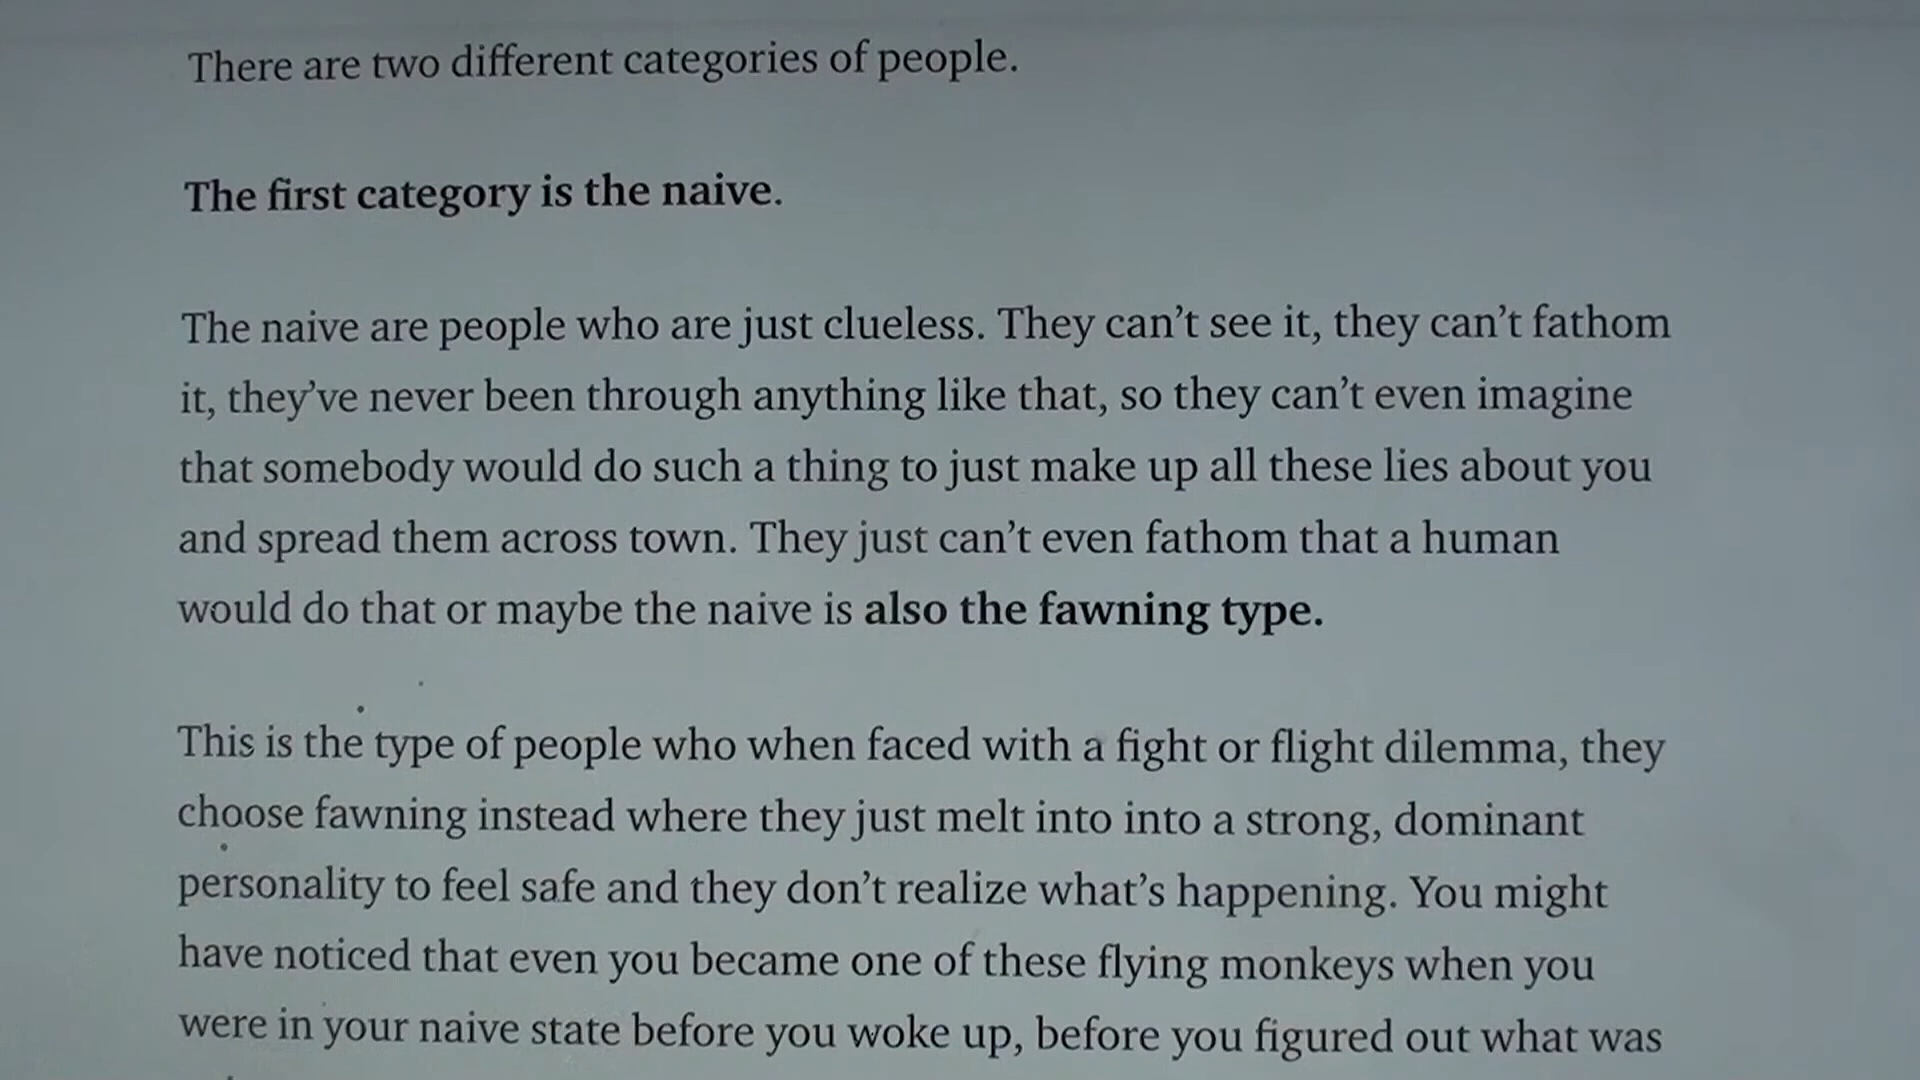 There are two different categories of people.
The first category is the naive.
The naive are people who are just clueless. They can’t see it, they can’t fathom
it, they’ve never been through anything like that, so they can’t even imagine
that somebody would do such a thing to just make up all these lies about you
and spread them across town. They just can’t even fathom that a human
would do that or maybe the naive is also the fawning type.
This is the type of people who when faced with a fight or flight dilemma, they
choose fawning instead where they just melt into into a strong, dominant
personality to feel safe and they don’t realize what’s happening. You might
have noticed that even you became one of these flying monkeys when you
were in your naive state before you woke up, before you figured out what was